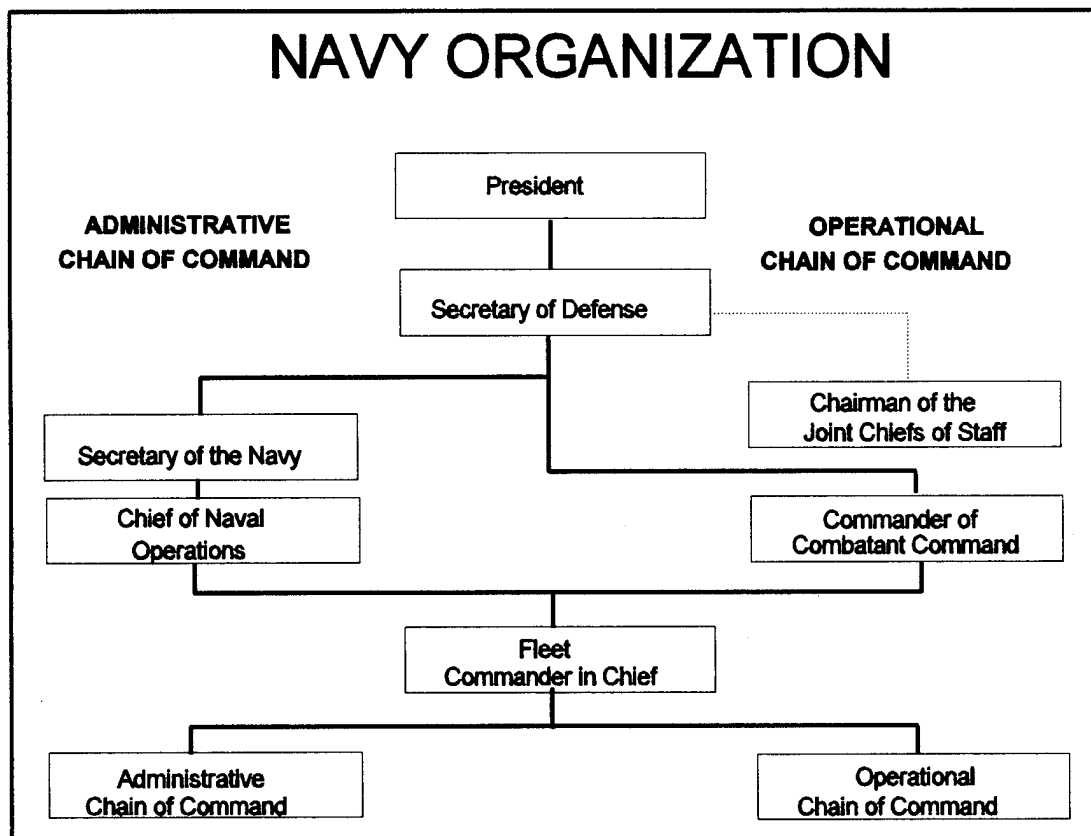 NAVY ORGANIZATION
President
ADMINISTRATIVE
CHAIN OF COMMAND
OPERATIONAL
CHAIN OF COMMAND
Secretary of Defense
Chairman of the
Joint Chiefs of Staff
Secretary of the Navy
Chief of Naval
Operations
Commander of
Combatant Command
Fleet
Commander in Chief
Administrative
Chain of Command
Operational
Chain of Command